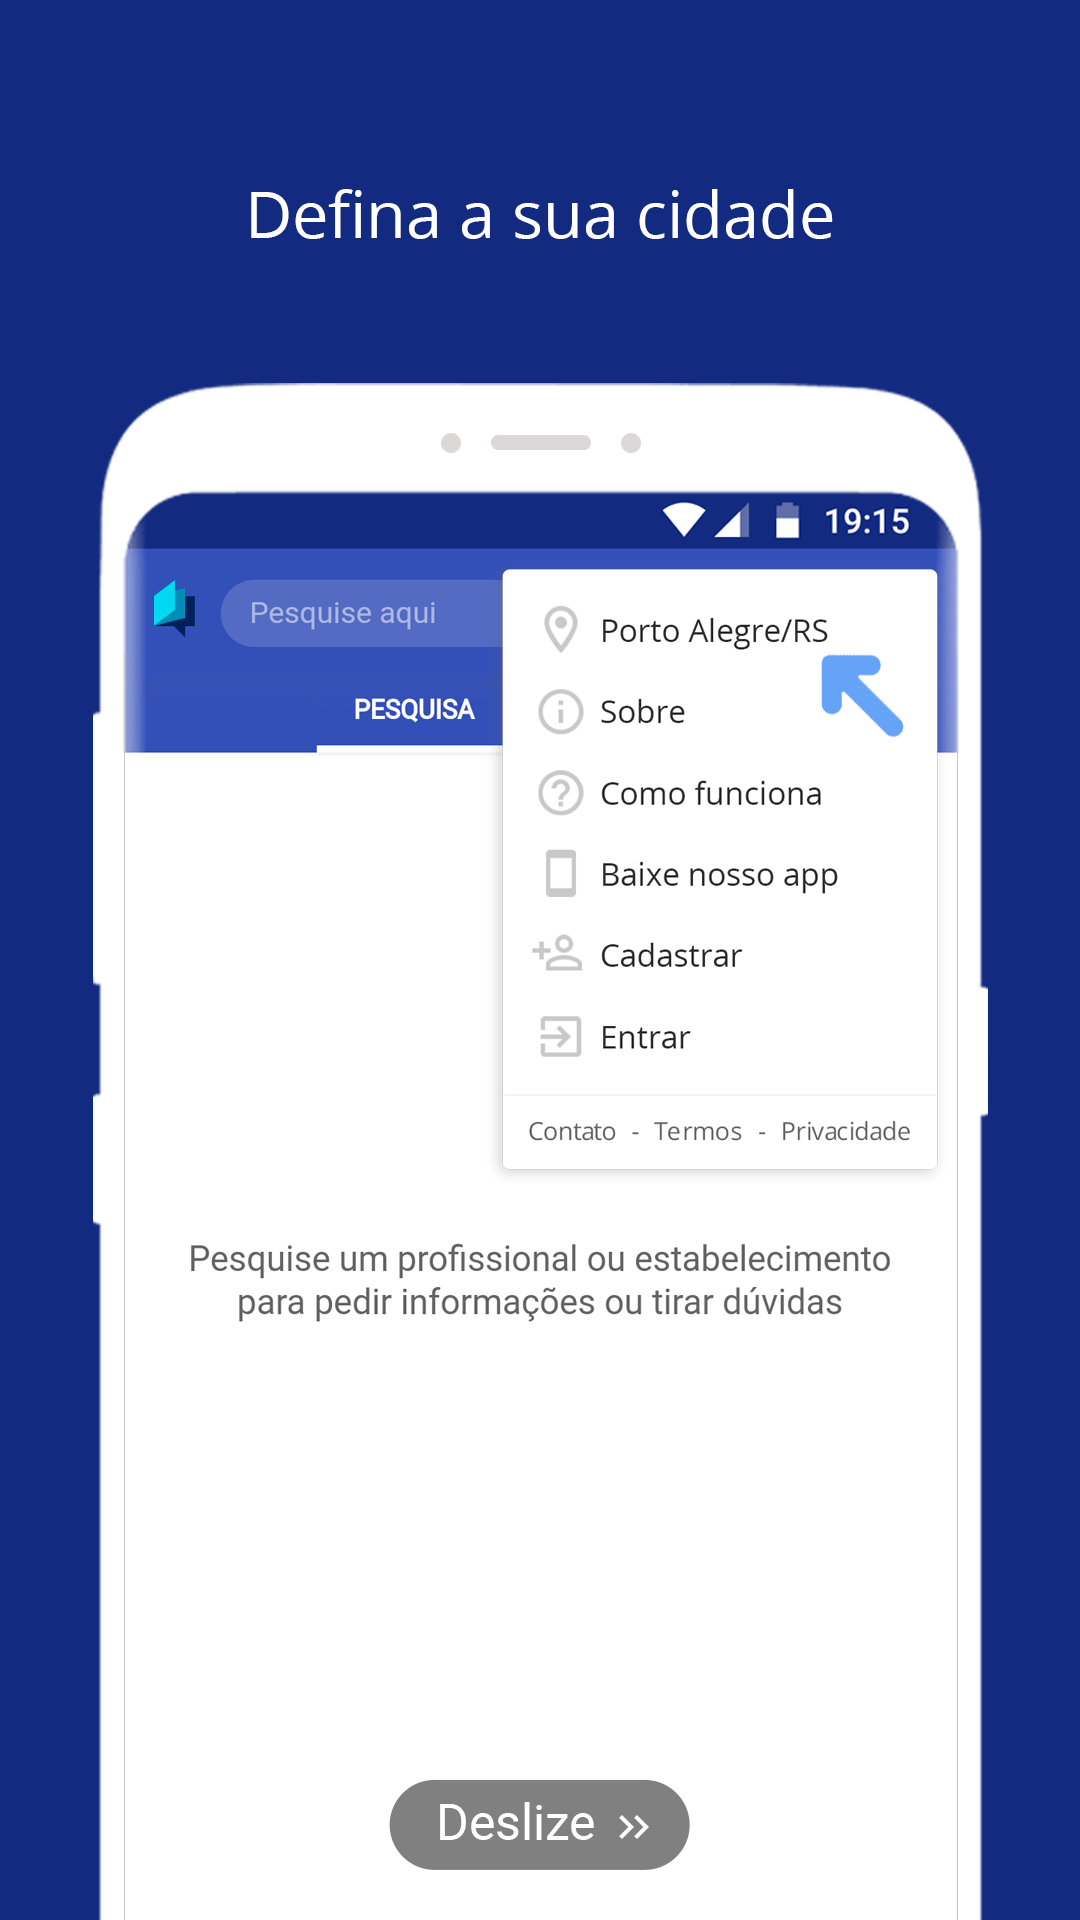 Defina a sua cidade
19:15
Pesquise aqui
PESQUISA
Porto Alegre/RS
Sobre
Como funciona
Baixe nosso app
Cadastrar
Entrar
Contato - Termos - Privacidade
Pesquise um profissional ou estabelecimento
para pedir informações ou tirar dúvidas
Deslize »